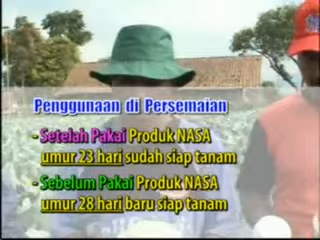 Penggunaan di Persemaian
- Setelah Pakai Produk NASA
umur 23 hari sudah siap tanam
- Sebelum Pakai Produk NASA
umur 28 hari baru siap tanam